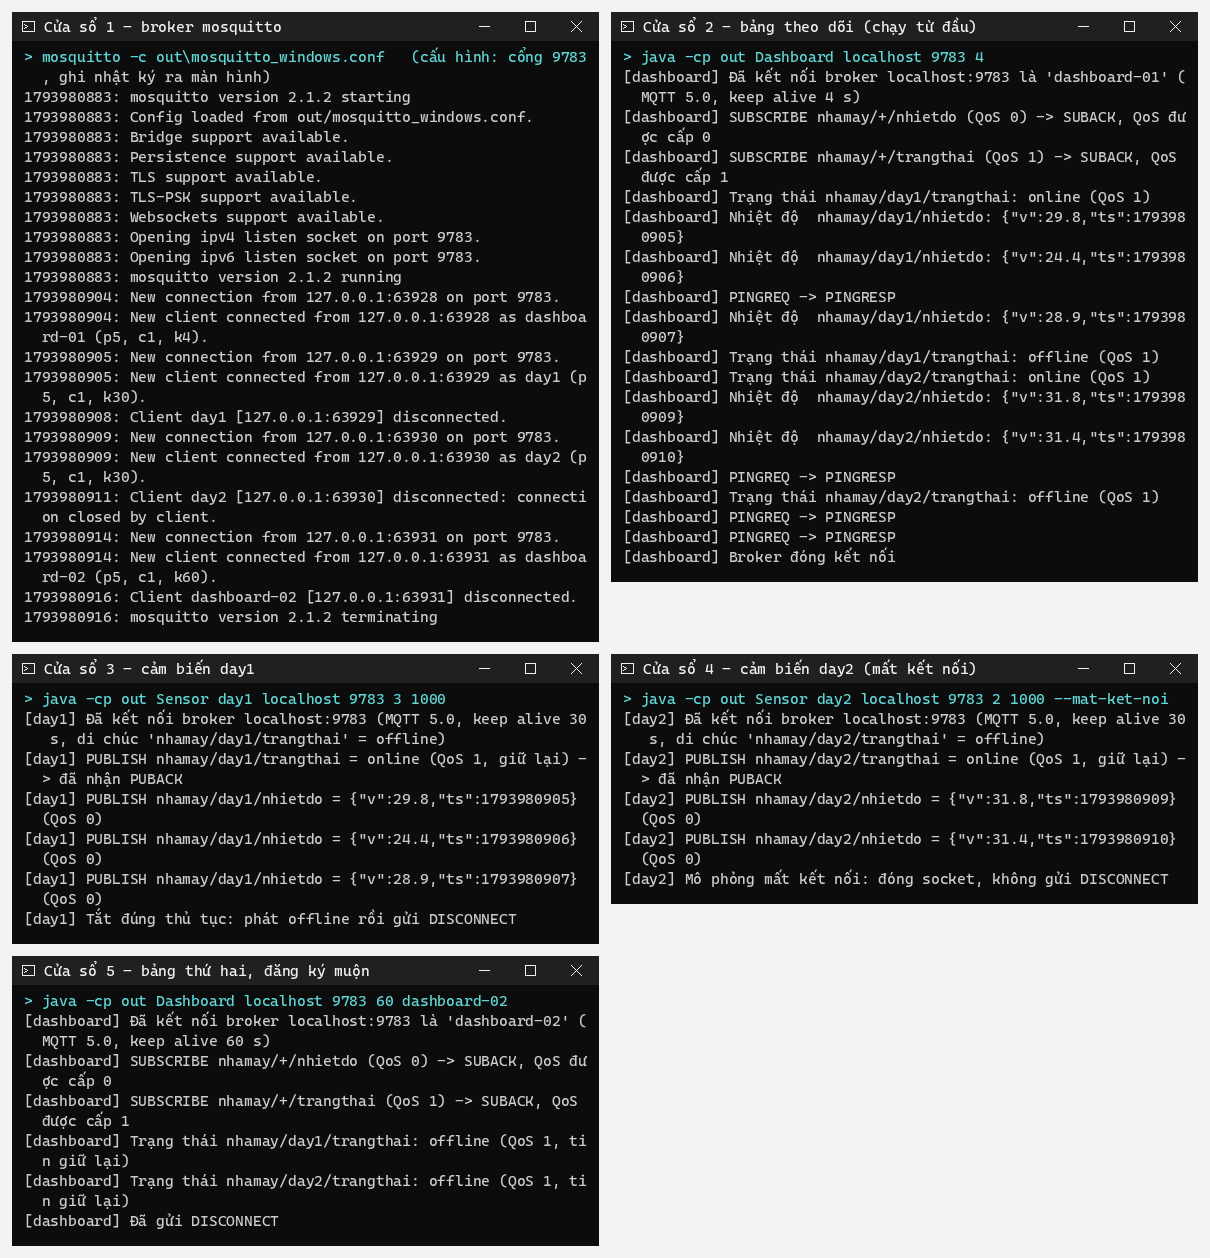 Cửa sổ 1 – broker mosquitto
> mosquitto -c out\mosquitto_windows.conf   (cấu hình: cổng 9783
, ghi nhật ký ra màn hình)
1793980883: mosquitto version 2.1.2 starting
1793980883: Config loaded from out/mosquitto_windows.conf.
1793980883: Bridge support available.
1793980883: Persistence support available.
1793980883: TLS support available.
1793980883: TLS-PSK support available.
1793980883: Websockets support available.
1793980883: Opening ipv4 listen socket on port 9783.
1793980883: Opening ipv6 listen socket on port 9783.
1793980883: mosquitto version 2.1.2 running
1793980904: New connection from 127.0.0.1:63928 on port 9783.
1793980904: New client connected from 127.0.0.1:63928 as dashboa
rd-01 (p5, c1, k4).
1793980905: New connection from 127.0.0.1:63929 on port 9783.
1793980905: New client connected from 127.0.0.1:63929 as day1 (p
5, c1, k30).
1793980908: Client day1 [127.0.0.1:63929] disconnected.
1793980909: New connection from 127.0.0.1:63930 on port 9783.
1793980909: New client connected from 127.0.0.1:63930 as day2 (p
5, c1, k30).
1793980911: Client day2 [127.0.0.1:63930] disconnected: connecti
on closed by client.
1793980914: New connection from 127.0.0.1:63931 on port 9783.
1793980914: New client connected from 127.0.0.1:63931 as dashboa
rd-02 (p5, c1, k60).
1793980916: Client dashboard-02 [127.0.0.1:63931] disconnected.
1793980916: mosquitto version 2.1.2 terminating
Cửa sổ 2 – bảng theo dõi (chạy từ đầu)
> java -cp out Dashboard localhost 9783 4
[dashboard] Đã kết nối broker localhost:9783 là 'dashboard-01' (
MQTT 5.0, keep alive 4 s)
[dashboard] SUBSCRIBE nhamay/+/nhietdo (QoS 0) -> SUBACK, QoS đư
ợc cấp 0
[dashboard] SUBSCRIBE nhamay/+/trangthai (QoS 1) -> SUBACK, QoS
được cấp 1
[dashboard] Trạng thái nhamay/day1/trangthai: online (QoS 1)
[dashboard] Nhiệt độ  nhamay/day1/nhietdo: {"v":29.8,"ts":179398
0905}
[dashboard] Nhiệt độ  nhamay/day1/nhietdo: {"v":24.4,"ts":179398
0906}
[dashboard] PINGREQ -> PINGRESP
[dashboard] Nhiệt độ  nhamay/day1/nhietdo: {"v":28.9,"ts":179398
0907}
[dashboard] Trạng thái nhamay/day1/trangthai: offline (QoS 1)
[dashboard] Trạng thái nhamay/day2/trangthai: online (QoS 1)
[dashboard] Nhiệt độ  nhamay/day2/nhietdo: {"v":31.8,"ts":179398
0909}
[dashboard] Nhiệt độ  nhamay/day2/nhietdo: {"v":31.4,"ts":179398
0910}
[dashboard] PINGREQ -> PINGRESP
[dashboard] Trạng thái nhamay/day2/trangthai: offline (QoS 1)
[dashboard] PINGREQ -> PINGRESP
[dashboard] PINGREQ -> PINGRESP
[dashboard] Broker đóng kết nối
Cửa sổ 3 – cảm biến day1
> java -cp out Sensor day1 localhost 9783 3 1000
[day1] Đã kết nối broker localhost:9783 (MQTT 5.0, keep alive 30
s, di chúc 'nhamay/day1/trangthai' = offline)
[day1] PUBLISH nhamay/day1/trangthai = online (QoS 1, giữ lại) -
> đã nhận PUBACK
[day1] PUBLISH nhamay/day1/nhietdo = {"v":29.8,"ts":1793980905}
(QoS 0)
[day1] PUBLISH nhamay/day1/nhietdo = {"v":24.4,"ts":1793980906}
(QoS 0)
[day1] PUBLISH nhamay/day1/nhietdo = {"v":28.9,"ts":1793980907}
(QoS 0)
[day1] Tắt đúng thủ tục: phát offline rồi gửi DISCONNECT
Cửa sổ 4 – cảm biến day2 (mất kết nối)
> java -cp out Sensor day2 localhost 9783 2 1000 --mat-ket-noi
[day2] Đã kết nối broker localhost:9783 (MQTT 5.0, keep alive 30
s, di chúc 'nhamay/day2/trangthai' = offline)
[day2] PUBLISH nhamay/day2/trangthai = online (QoS 1, giữ lại) -
> đã nhận PUBACK
[day2] PUBLISH nhamay/day2/nhietdo = {"v":31.8,"ts":1793980909}
(QoS 0)
[day2] PUBLISH nhamay/day2/nhietdo = {"v":31.4,"ts":1793980910}
(QoS 0)
[day2] Mô phỏng mất kết nối: đóng socket, không gửi DISCONNECT
Cửa sổ 5 – bảng thứ hai, đăng ký muộn
> java -cp out Dashboard localhost 9783 60 dashboard-02
[dashboard] Đã kết nối broker localhost:9783 là 'dashboard-02' (
MQTT 5.0, keep alive 60 s)
[dashboard] SUBSCRIBE nhamay/+/nhietdo (QoS 0) -> SUBACK, QoS đư
ợc cấp 0
[dashboard] SUBSCRIBE nhamay/+/trangthai (QoS 1) -> SUBACK, QoS
được cấp 1
[dashboard] Trạng thái nhamay/day1/trangthai: offline (QoS 1, ti
n giữ lại)
[dashboard] Trạng thái nhamay/day2/trangthai: offline (QoS 1, ti
n giữ lại)
[dashboard] Đã gửi DISCONNECT